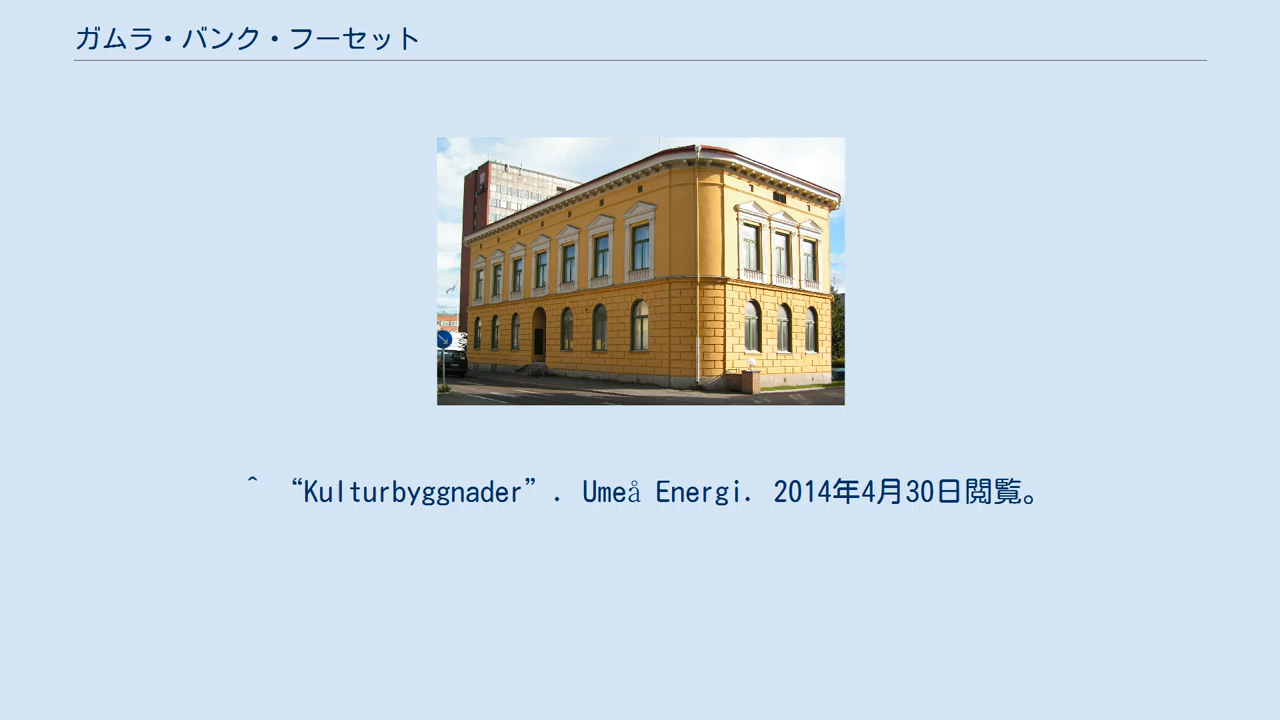 ガムラ・バンク・フーセット
^ “Kulturbyggnader”. Umeå Energi. 2014年4月30日閲覧。